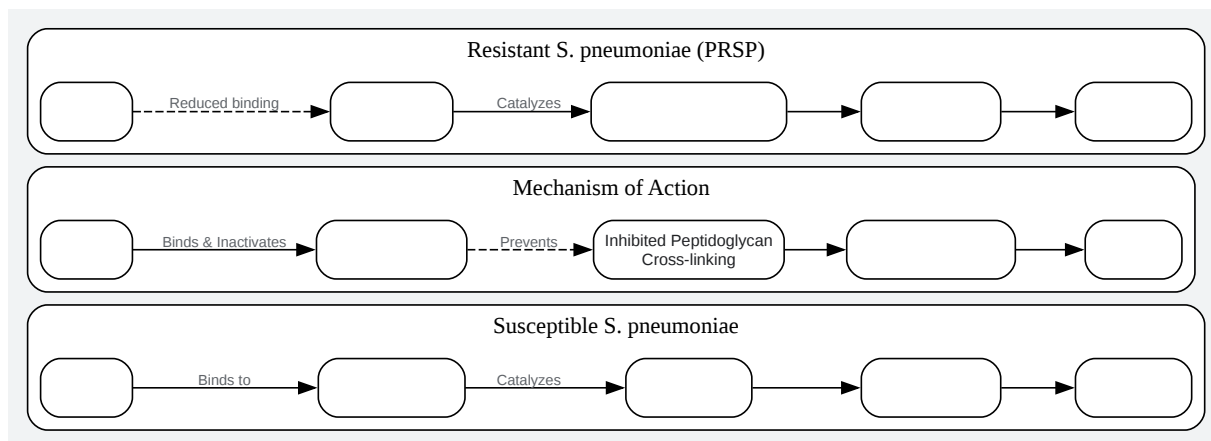 Resistant S. pneumoniae (PRSP)
Reduced binding
Catalyzes
Mechanism of Action
Binds & Inactivates
Prevents
Inhibited Peptidoglycan
Cross-linking
Susceptible S. pneumoniae
Binds to
Catalyzes